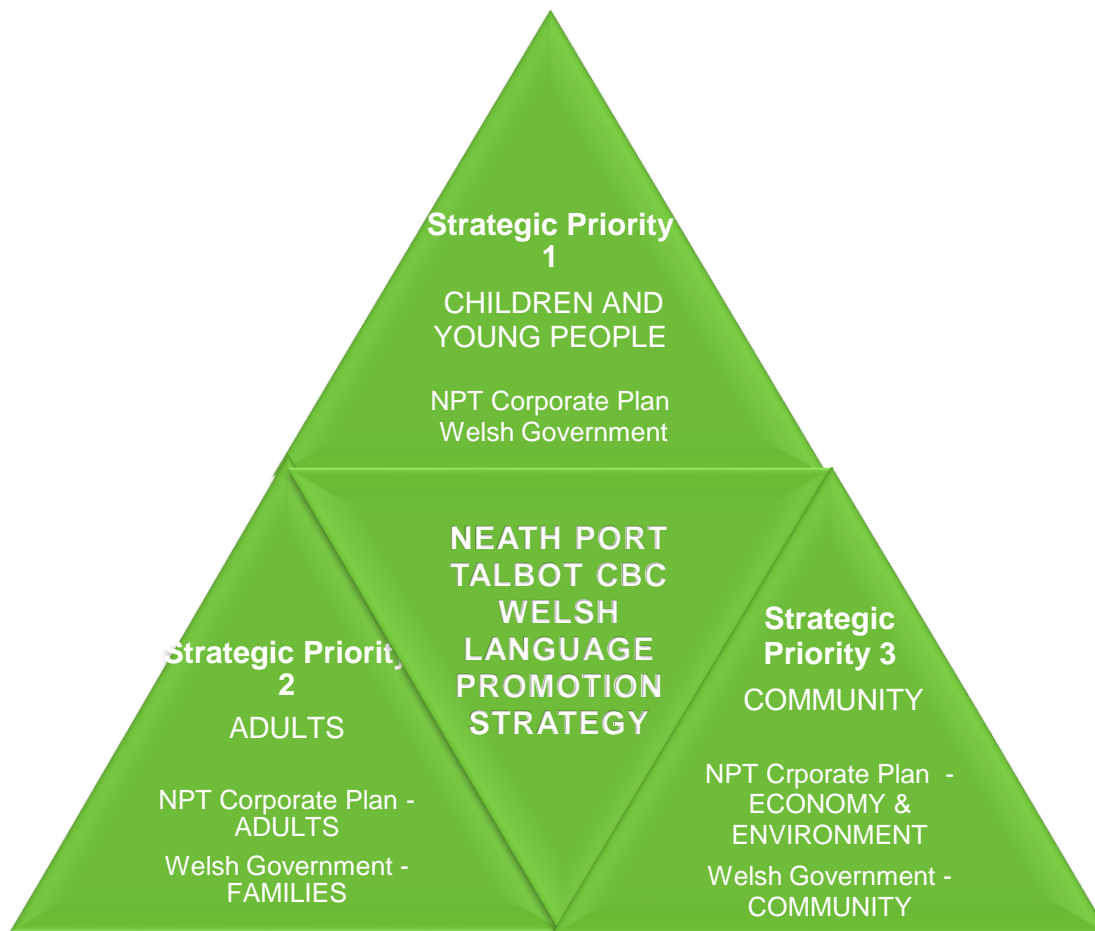 Strategic Priority
1
CHILDREN AND
YOUNG PEOPLE
NPT Corporate Plan
Welsh Government
NEATH PORT
TALBOT CBC
WELSH
LANGUAGE
PROMOTION
STRATEGY
Strategic Priority
2
ADULTS
NPT Corporate Plan -
ADULTS
Welsh Government -
FAMILIES
Strategic
Priority 3
COMMUNITY
NPT Crporate Plan -
ECONOMY &
ENVIRONMENT
Welsh Government -
COMMUNITY